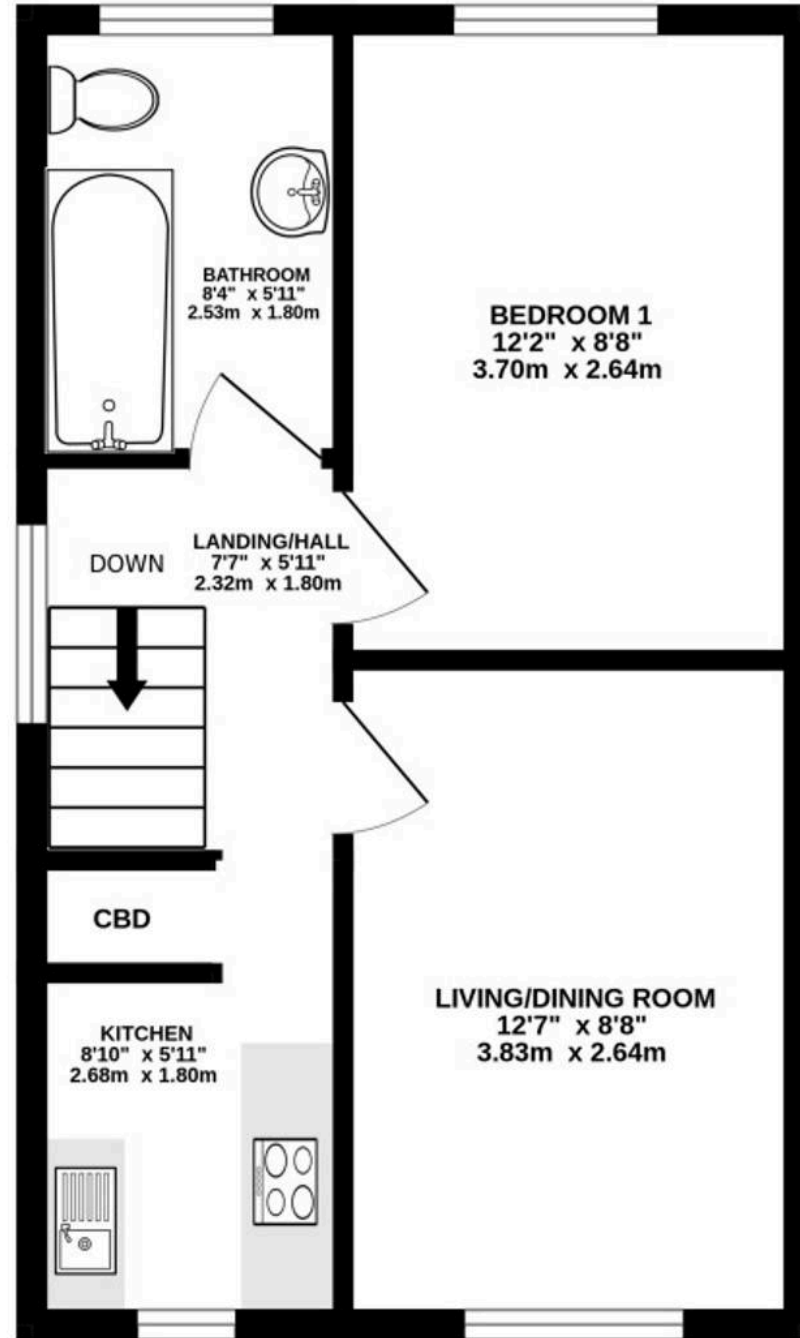 BATHROOM
8'4" x 5'11"
2.53m x 1.80m
BEDROOM 1
12'2" x 8'8"
3.70m x 2.64m
DOWN
LANDING/HALL
7'7" x 5'11"
2.32m x 1.80m
CBD
KITCHEN
8'10" x 5'11"
2.68m x 1.80m
LIVING/DINING ROOM
12'7" x 8'8"
3.83m x 2.64m